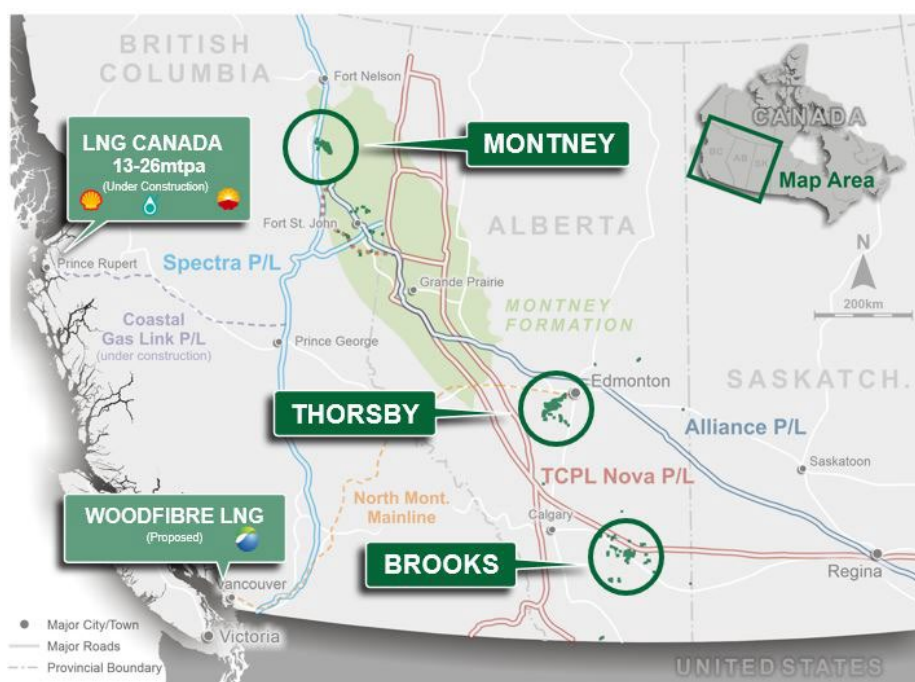 BRITISH
COLUMBIA
Fort Nelson
LNG CANADA
13-26mtpa
(Under Construction)
MONTNEY
CANADA
BC
AB
SK
Map Area
Fort St. John
ALBERTA
N
200km
Prince Rupert
Spectra P/L
Grande Prairie
MONTNEY
FORMATION
Coastal
Gas Link P/L
(under construction)
Prince George
Edmonton
SASKATCH.
THORSBY
Alliance P/L
Saskatoon
TCPL Nova P/L
North Mont.
Mainline
WOODFIBRE LNG
(Proposed)
Calgary
BROOKS
Regina
Vancouver
Victoria
Major City/Town
Major Roads
Provincial Boundary
UNITED STATES